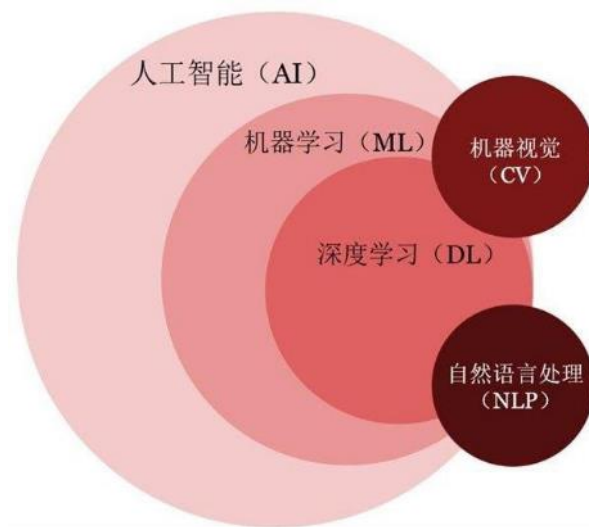 人工智能（AI）
机器学习（ML）
机器视觉
（CV）
深度学习（DL）
自然语言处理
（NLP）